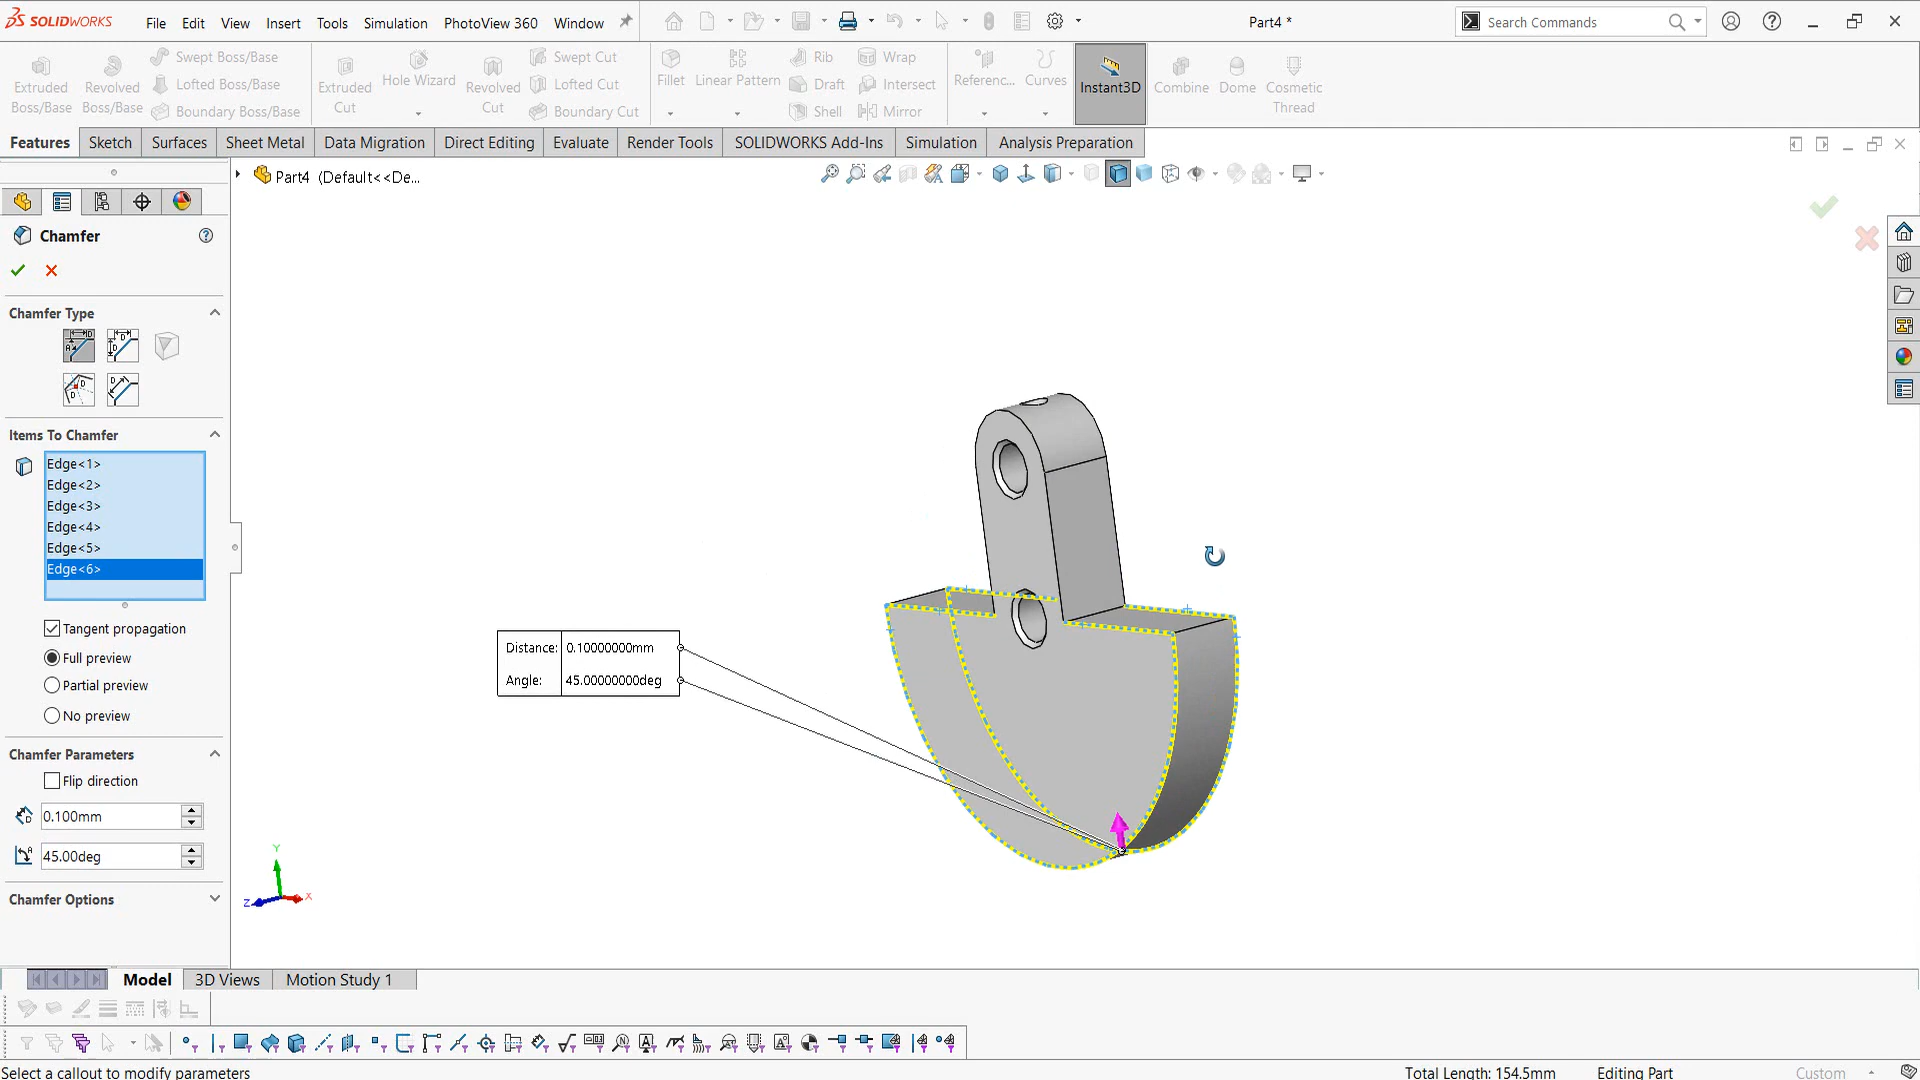 SOLIDWORKS File Edit View Insert Tools Simulation PhotoView 360 Window Part4 * Search Commands
Extruded Boss/Base
Revolved Boss/Base
Swept Boss/Base
Lofted Boss/Base
Boundary Boss/Base
Extruded Cut
Hole Wizard
Revolved Cut
Swept Cut
Lofted Cut
Boundary Cut
Fillet
Linear Pattern
Rib
Draft
Shell
Wrap
Intersect
Mirror
Referenc...
Curves
Instant3D
Combine
Dome
Cosmetic Thread
Features Sketch Surfaces Sheet Metal Data Migration Direct Editing Evaluate Render Tools SOLIDWORKS Add-Ins Simulation Analysis Preparation
Part4 (Default<<De...
Chamfer
Chamfer Type
Items To Chamfer
Edge<1>
Edge<2>
Edge<3>
Edge<4>
Edge<5>
Edge<6>
Tangent propagation
Full preview
Partial preview
No preview
Chamfer Parameters
Flip direction
0.100mm
45.00deg
Chamfer Options
Distance: 0.10000000mm
Angle: 45.00000000deg
Y
Z
X
Model 3D Views Motion Study 1
Select a callout to modify parameters Total Length: 154.5mm Editing Part Custom